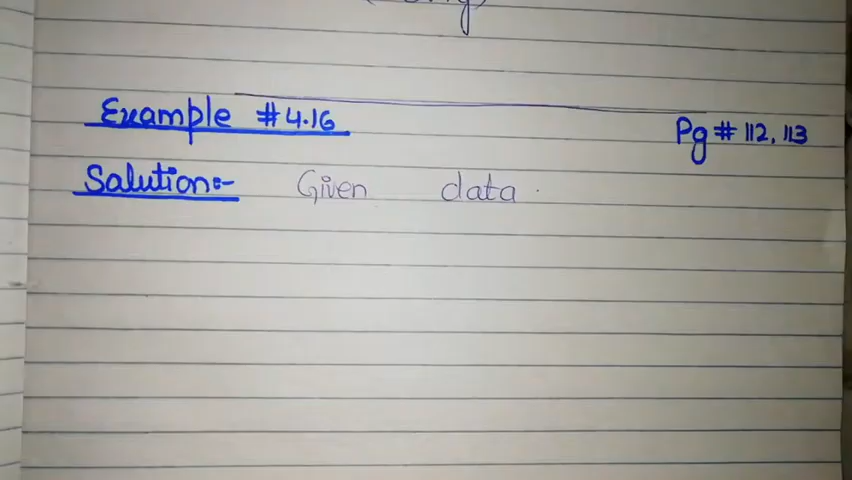 Example #4.16
Pg # 112, 113
Salution:- Given data.